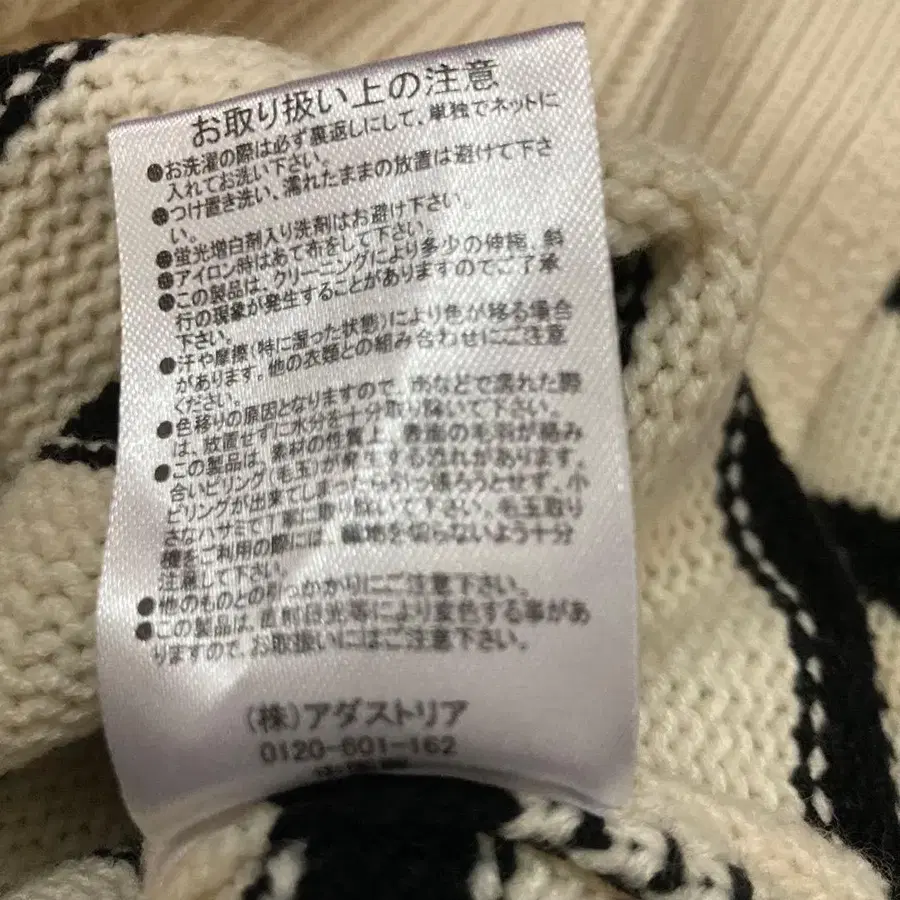 お取り扱い上の注意
●お洗濯の際は必ず裏返しにして、単独でネットに
入れてお洗い下さい。
●つけ置き洗い、濡れたままの放置は避けて下さ
い。
●蛍光増白剤入り洗剤はお避け下さい。
●アイロン時はあて布をして下さい。
●この製品は、クリーニングにより多少の伸縮、斜
行の現象が発生することがありますのでご了承
下さい。
●汗や摩擦(特に湿った状態)により色が移る場合
があります。他の衣類との組み合わせにご注意
ください。
●色移りの原因となりますので、雨などで濡れた際
は、放置せずに水分を十分取り除いて下さい。
●この製品は、素材の性質上、表面の毛羽が絡み
合いピリング(毛玉)が発生する恐れがあります。
ピリングが出来てしまったら引っ張ろうとせず、小
さなハサミで丁寧に取り除いて下さい。毛玉取り
機をご利用の際には、編地を切らないよう十分
注意して下さい。
●他のものとの引っかかりにご注意下さい。
●この製品は、直射日光等により変色する事があ
りますので、お取扱いにはご注意下さい。
(株)アダストリア
0120-601-162